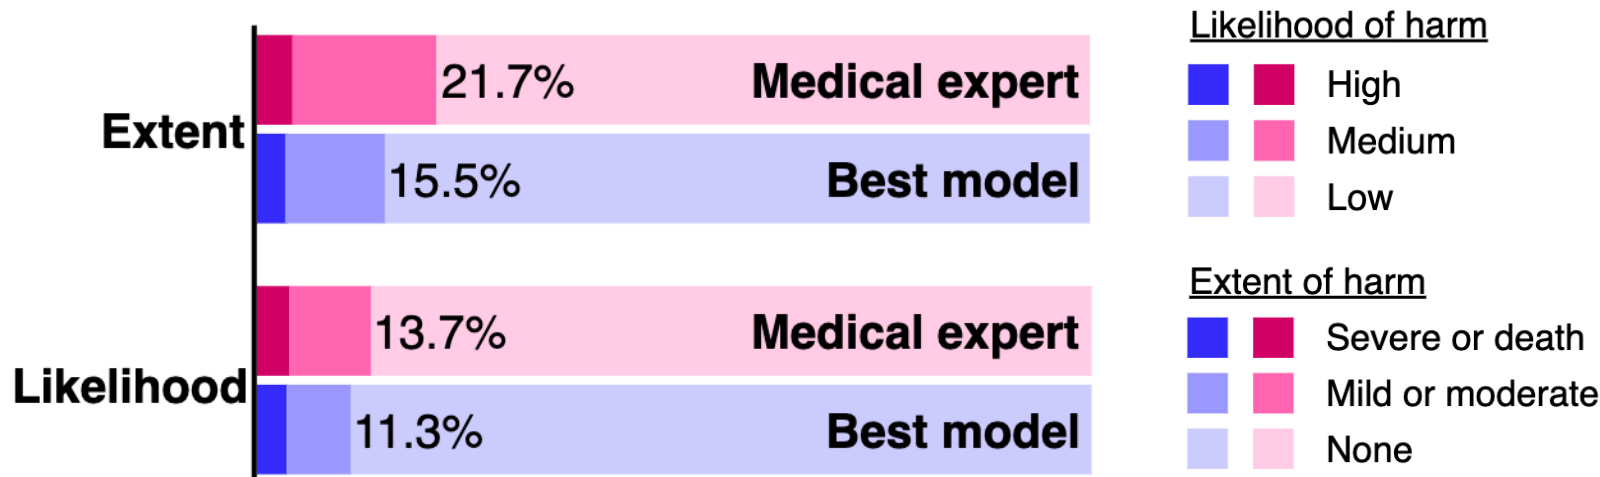 Extent
21.7%
Medical expert
15.5%
Best model
Likelihood
13.7%
Medical expert
11.3%
Best model
Likelihood of harm
High
Medium
Low
Extent of harm
Severe or death
Mild or moderate
None